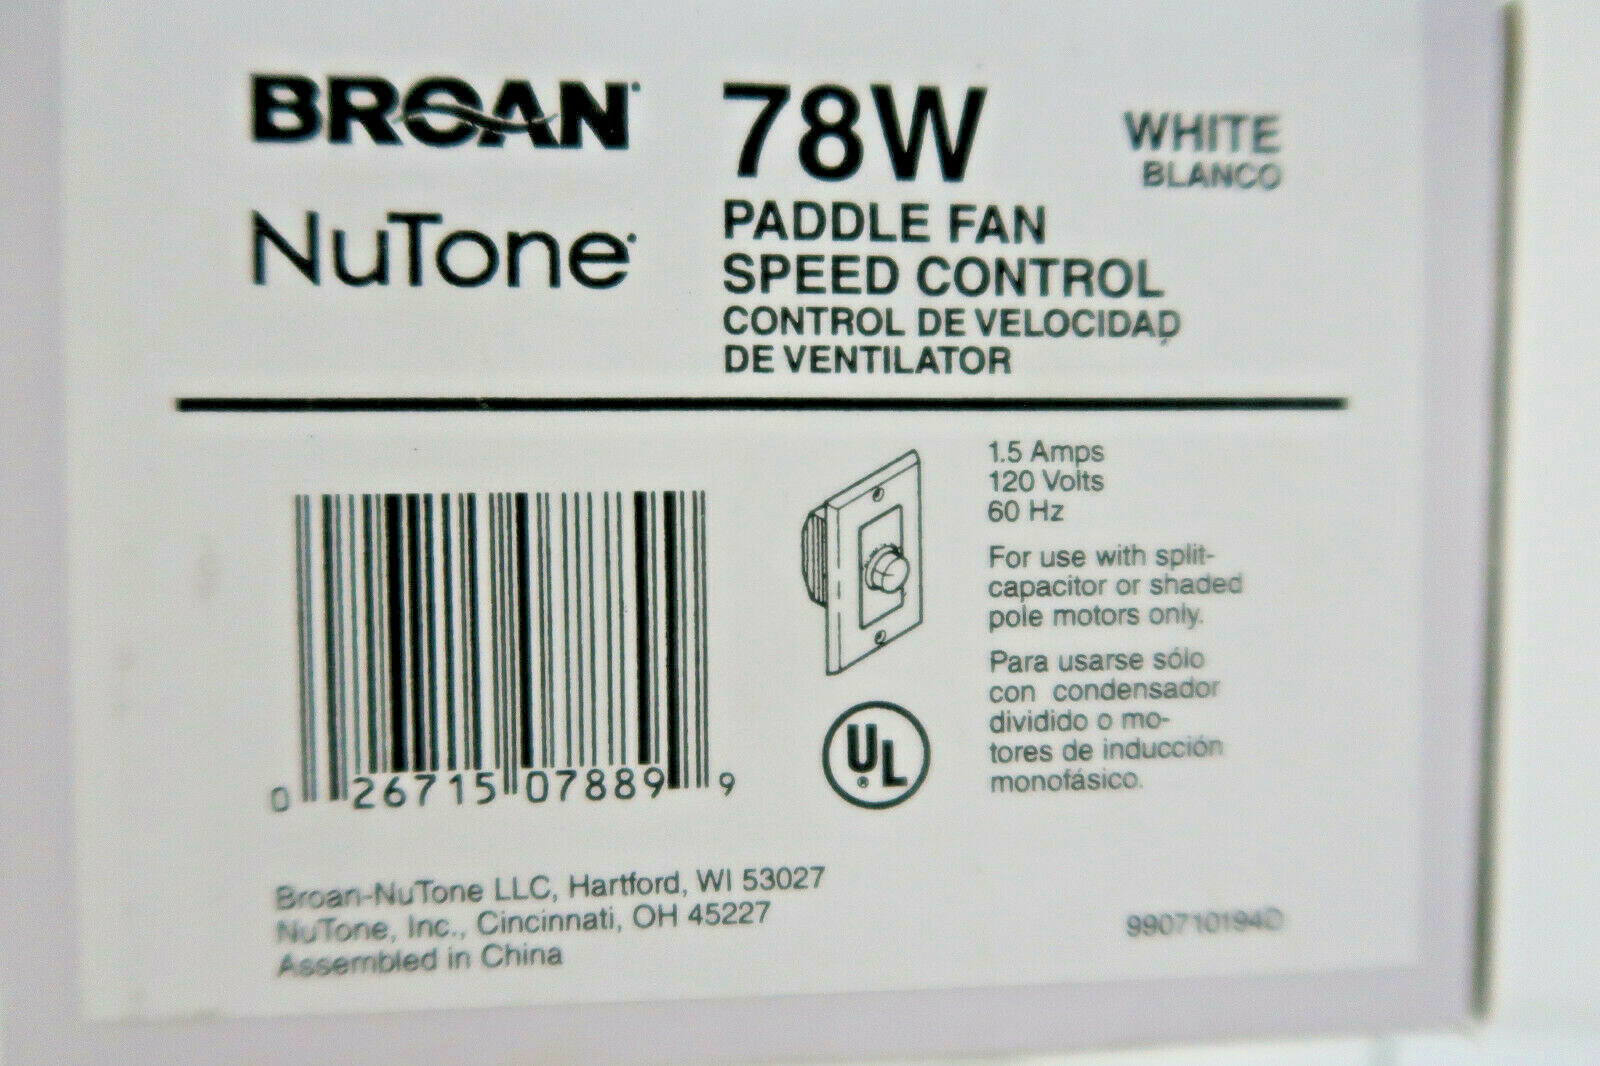 BROAN
NuTone
78W
WHITE
BLANCO
PADDLE FAN
SPEED CONTROL
CONTROL DE VELOCIDAD
DE VENTILATOR
1.5 Amps
120 Volts
60 Hz
For use with split-
capacitor or shaded
pole motors only.
Para usarse sólo
con condensador
dividido o mo-
tores de inducción
monofásico.
UL
®
0 26715 07889 9
Broan-NuTone LLC, Hartford, WI 53027
NuTone, Inc., Cincinnati, OH 45227
Assembled in China
990710194D